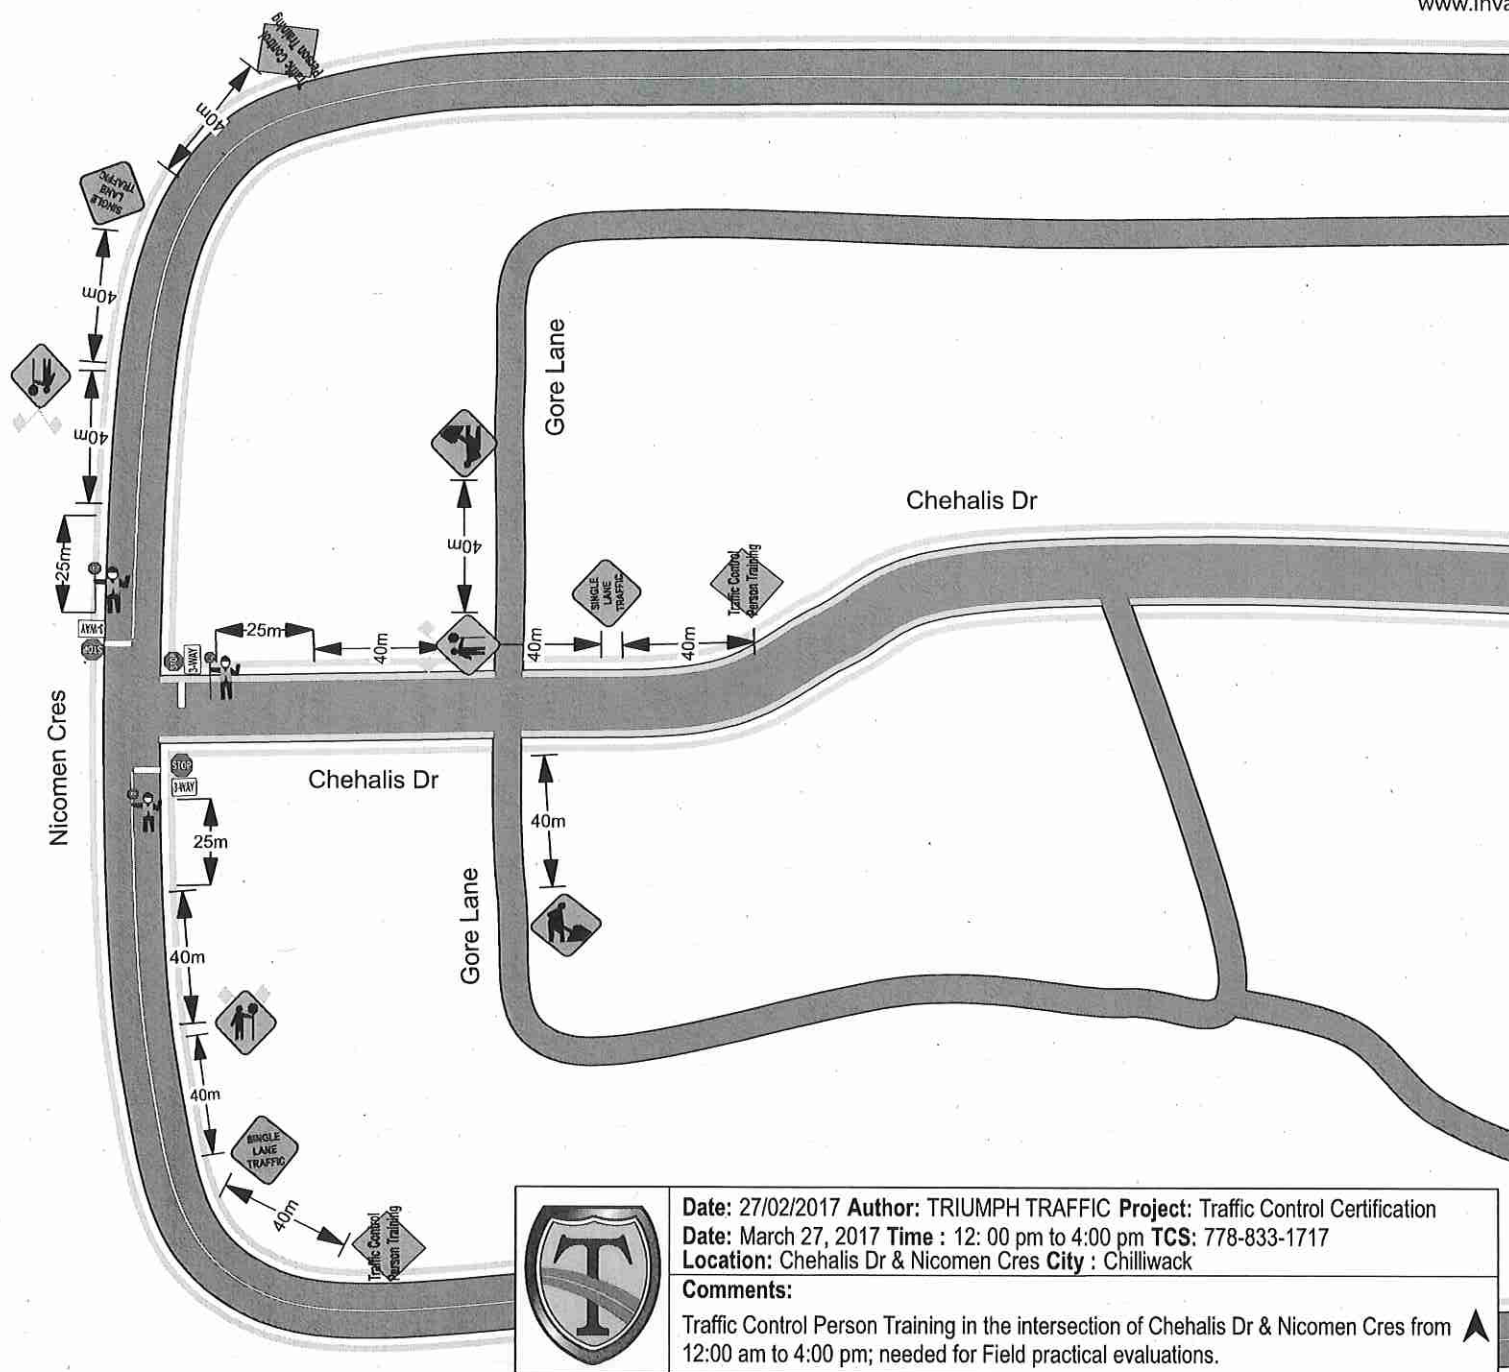 www.inva
Traffic Control
Person Training
40m
SINGLE
LANE
TRAFFIC
40m
40m
25m
3-WAY
STOP
Nicomen Cres
Gore Lane
40m
Chehalis Dr
SINGLE
LANE
TRAFFIC
Traffic Control
Person Training
STOP
3-WAY
25m
40m
40m
40m
STOP
3-WAY
Chehalis Dr
25m
40m
Gore Lane
40m
40m
SINGLE
LANE
TRAFFIC
40m
Traffic Control
Person Training
T
Date: 27/02/2017 Author: TRIUMPH TRAFFIC Project: Traffic Control Certification
Date: March 27, 2017 Time : 12: 00 pm to 4:00 pm TCS: 778-833-1717
Location: Chehalis Dr & Nicomen Cres City : Chilliwack
Comments:
Traffic Control Person Training in the intersection of Chehalis Dr & Nicomen Cres from
12:00 am to 4:00 pm; needed for Field practical evaluations.